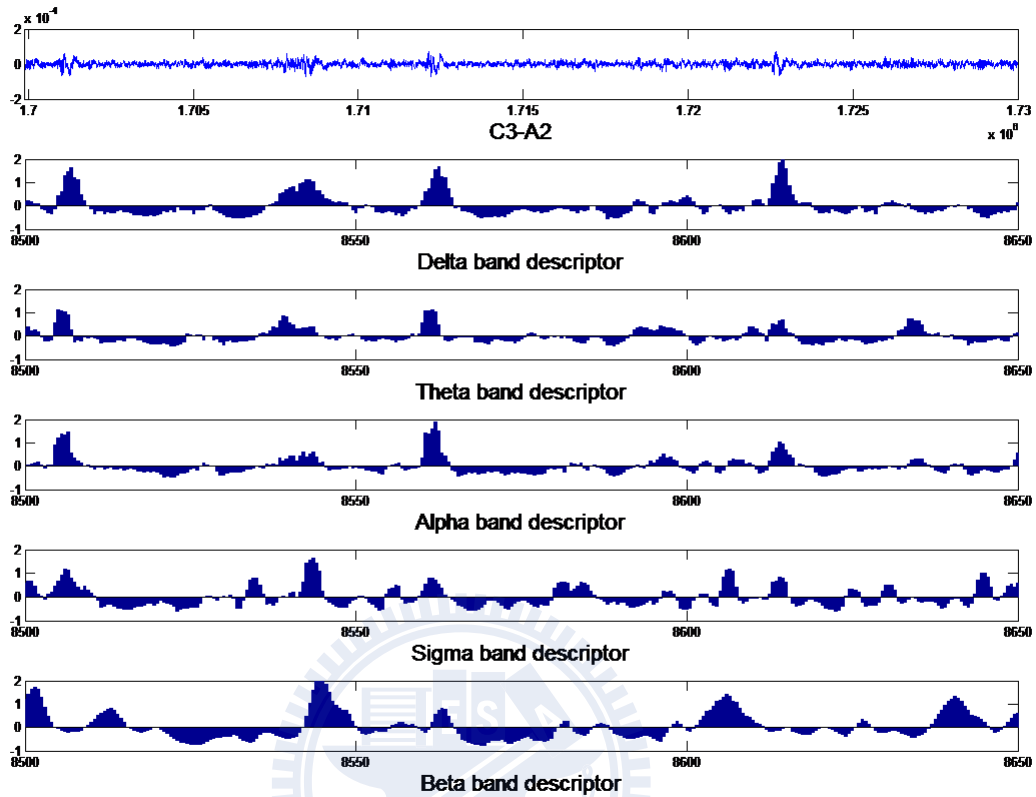 x 10⁻⁴
2
0
-2
1.7 1.705 1.71 1.715 1.72 1.725 1.73
C3-A2
x 10⁶
2
1
0
-1
8500 8550 8600 8650
Delta band descriptor
2
1
0
-1
8500 8550 8600 8650
Theta band descriptor
2
1
0
-1
8500 8550 8600 8650
Alpha band descriptor
2
1
0
-1
8500 8550 8600 8650
Sigma band descriptor
2
1
0
-1
8500 8550 8600 8650
Beta band descriptor